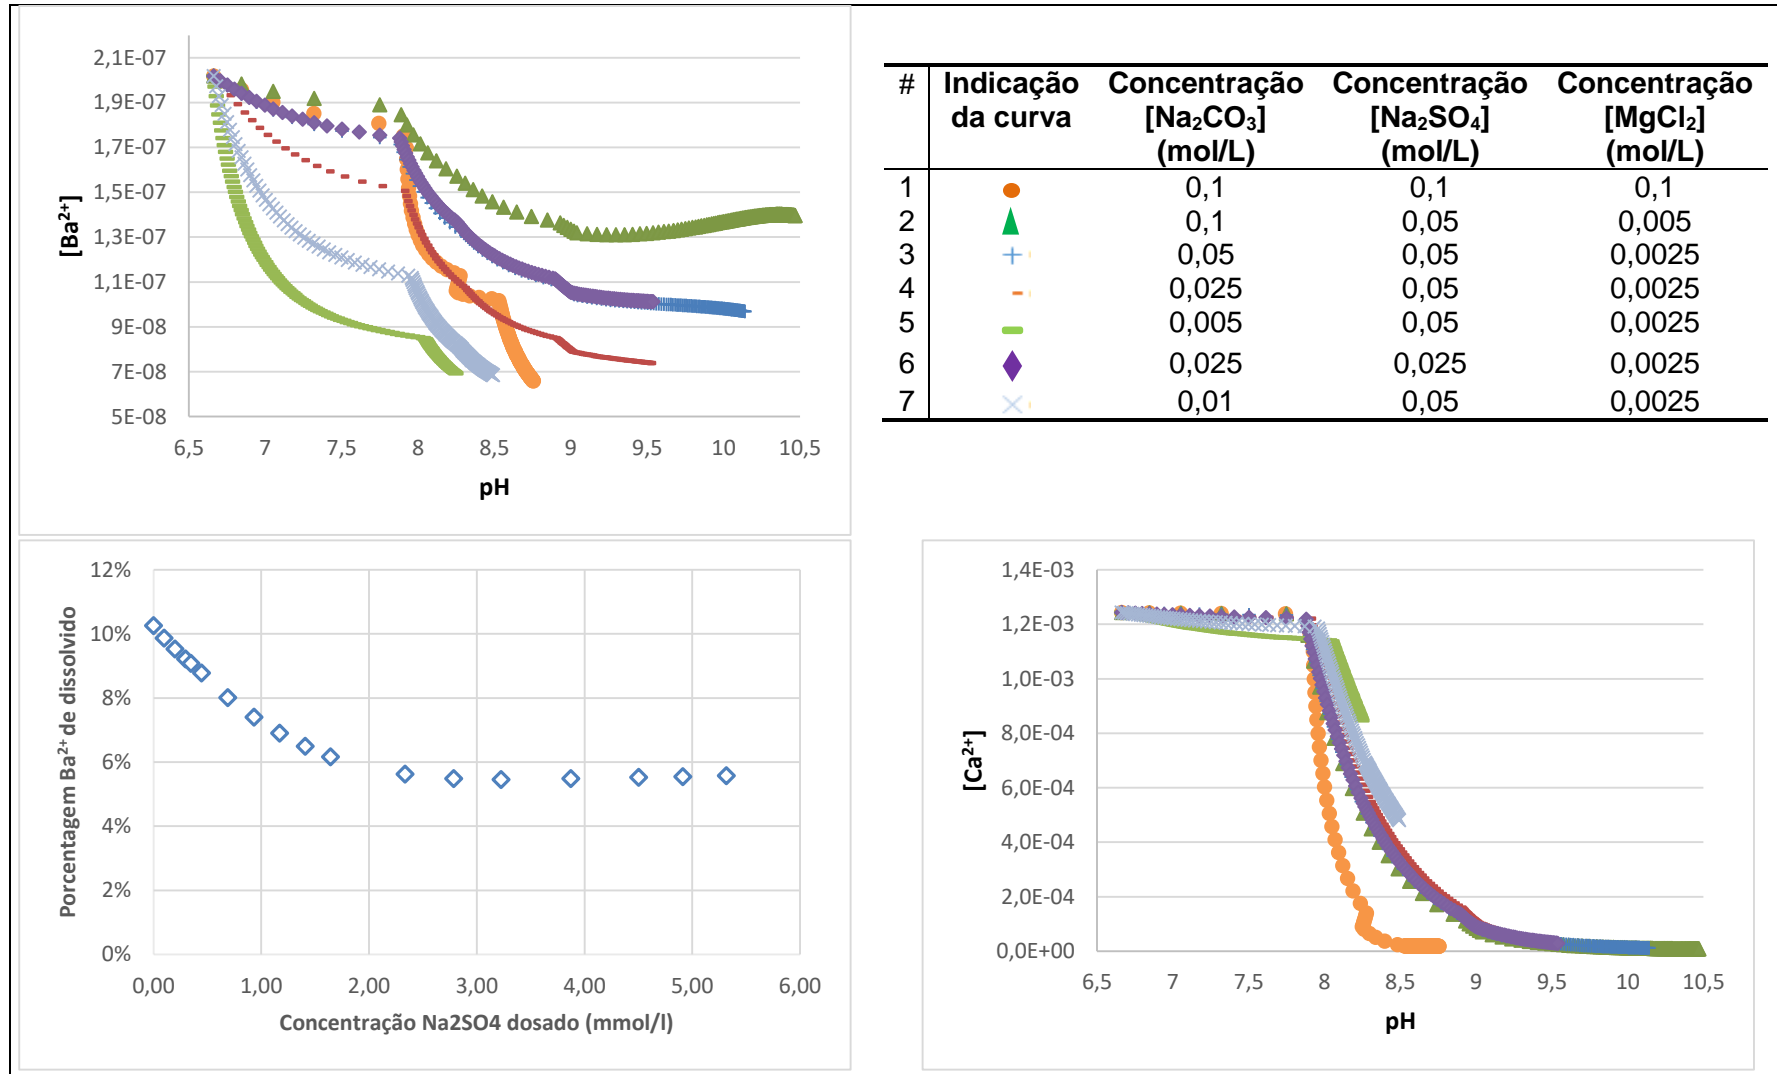 2,1E-07
1,9E-07
1,7E-07
1,5E-07
1,3E-07
1,1E-07
9E-08
7E-08
5E-08
[Ba²⁺]
6,5 7 7,5 8 8,5 9 9,5 10 10,5
pH
# Indicação Concentração Concentração Concentração
da curva [Na₂CO₃] [Na₂SO₄] [MgCl₂]
(mol/L) (mol/L) (mol/L)
1 0,1 0,1 0,1
2 0,1 0,05 0,005
3 0,05 0,05 0,0025
4 0,025 0,05 0,0025
5 0,005 0,05 0,0025
6 0,025 0,025 0,0025
7 0,01 0,05 0,0025
12%
10%
8%
6%
4%
2%
0%
Porcentagem Ba²⁺ de dissolvido
0,00 1,00 2,00 3,00 4,00 5,00 6,00
Concentração Na2SO4 dosado (mmol/l)
1,4E-03
1,2E-03
1,0E-03
8,0E-04
6,0E-04
4,0E-04
2,0E-04
0,0E+00
[Ca²⁺]
6,5 7 7,5 8 8,5 9 9,5 10 10,5
pH